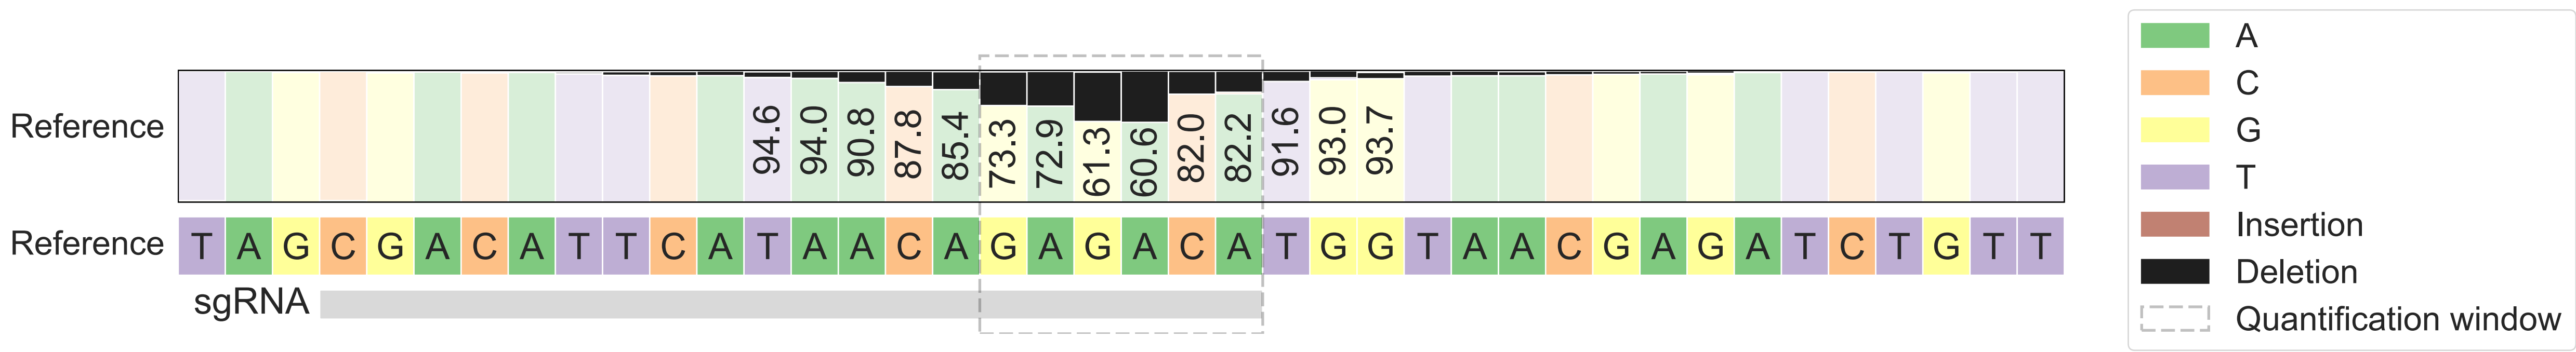 Reference
94.6 94.0 90.8 87.8 85.4 73.3 72.9 61.3 60.6 82.0 82.2 91.6 93.0 93.7
Reference T A G C G A C A T T C A T A A C A G A G A C A T G G T A A C G A G A T C T G T T
sgRNA
A
C
G
T
Insertion
Deletion
Quantification window